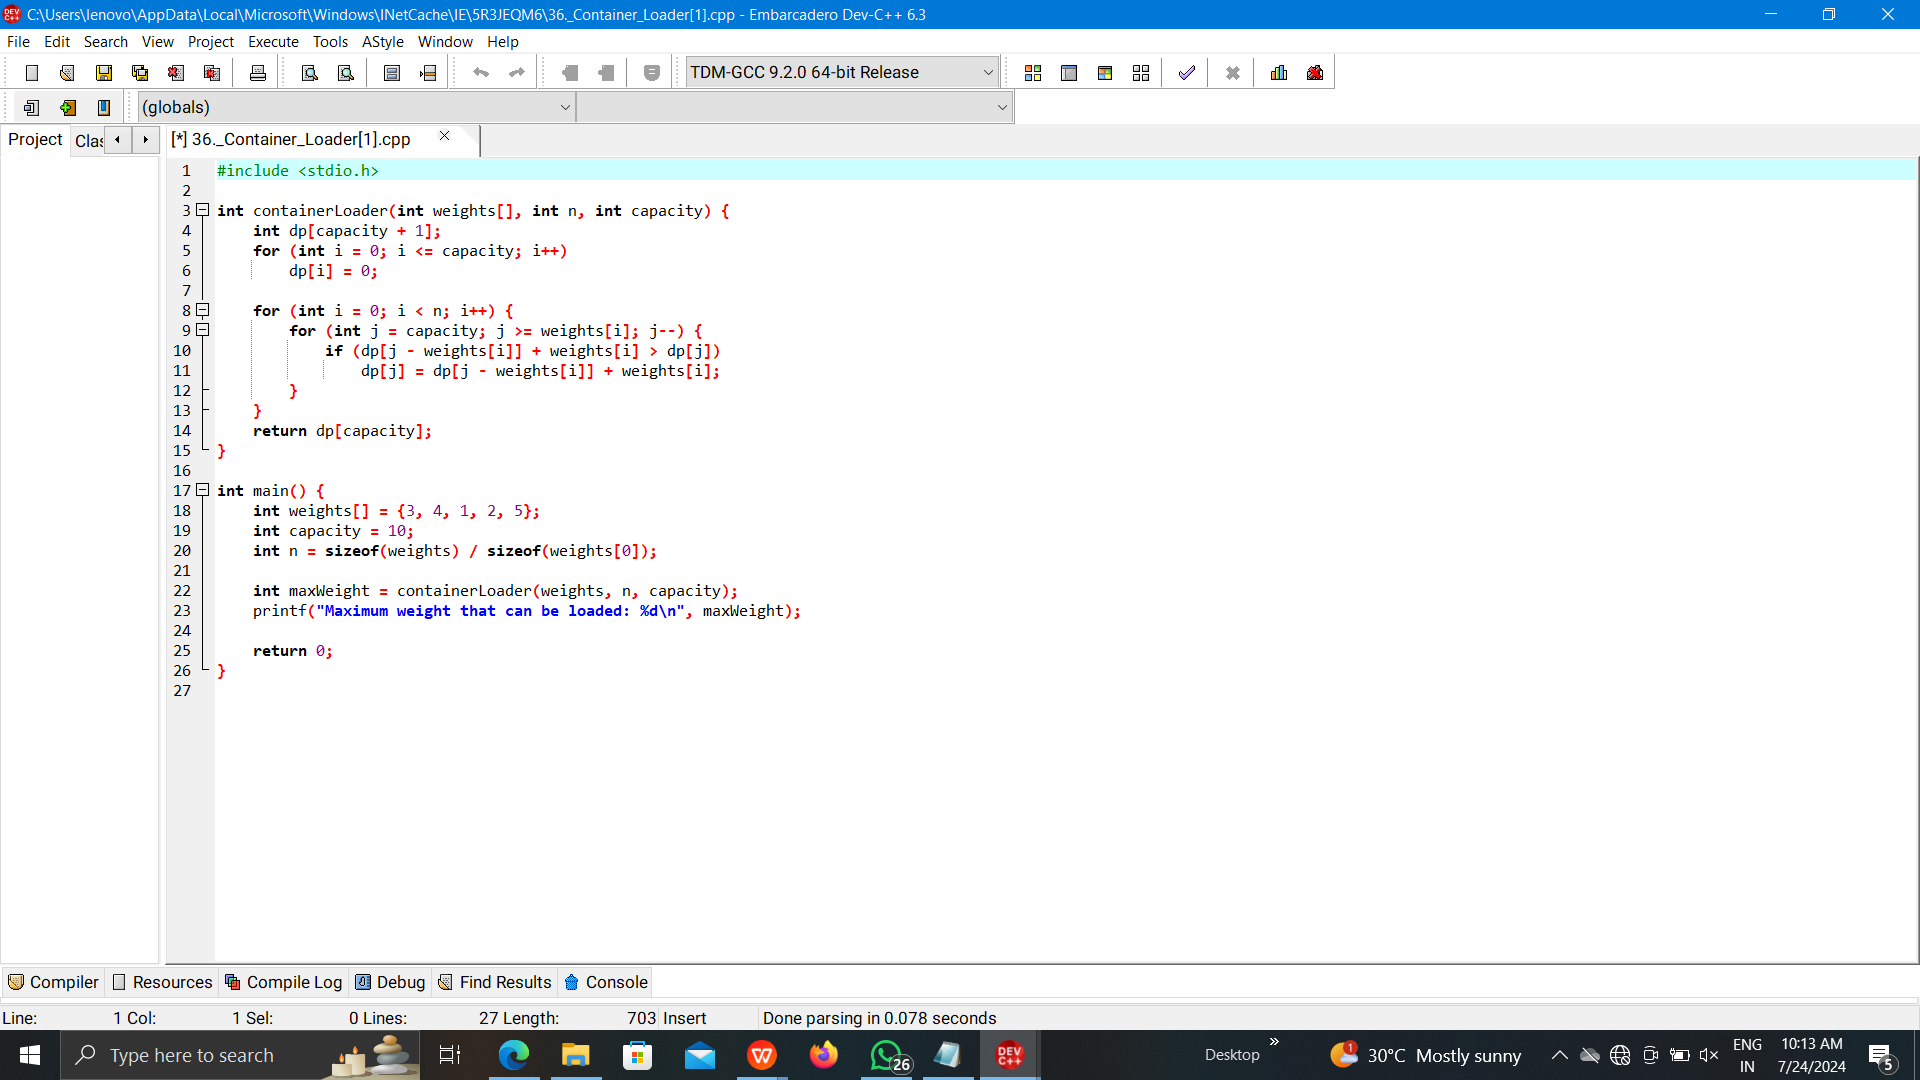 C:\Users\lenovo\AppData\Local\Microsoft\Windows\INetCache\IE\5R3JEQM6\36._Container_Loader[1].cpp - Embarcadero Dev-C++ 6.3
File Edit Search View Project Execute Tools AStyle Window Help
TDM-GCC 9.2.0 64-bit Release
(globals)
Project Clas [*] 36._Container_Loader[1].cpp
1 #include <stdio.h>
2
3 int containerLoader(int weights[], int n, int capacity) {
4     int dp[capacity + 1];
5     for (int i = 0; i <= capacity; i++)
6         dp[i] = 0;
7
8     for (int i = 0; i < n; i++) {
9         for (int j = capacity; j >= weights[i]; j--) {
10             if (dp[j - weights[i]] + weights[i] > dp[j])
11                 dp[j] = dp[j - weights[i]] + weights[i];
12         }
13     }
14     return dp[capacity];
15 }
16
17 int main() {
18     int weights[] = {3, 4, 1, 2, 5};
19     int capacity = 10;
20     int n = sizeof(weights) / sizeof(weights[0]);
21
22     int maxWeight = containerLoader(weights, n, capacity);
23     printf("Maximum weight that can be loaded: %d\n", maxWeight);
24
25     return 0;
26 }
27
Compiler Resources Compile Log Debug Find Results Console
Line: 1 Col: 1 Sel: 0 Lines: 27 Length: 703 Insert Done parsing in 0.078 seconds
Type here to search
W
26
DEV C++
Desktop »
1
30°C Mostly sunny
ENG
IN
10:13 AM
7/24/2024
5